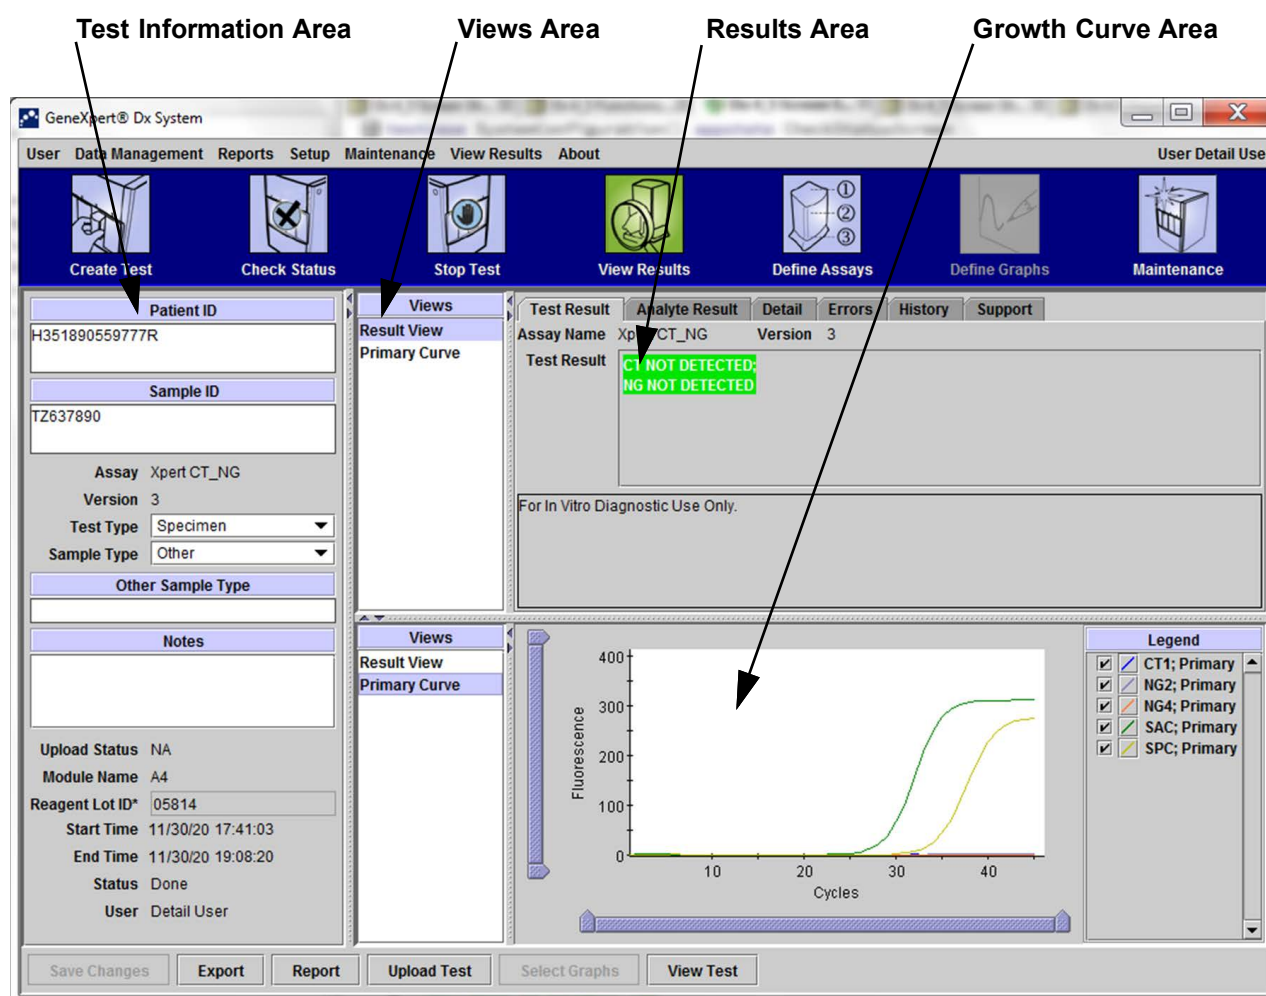 Test Information Area
Views Area
Results Area
Growth Curve Area
GeneXpert® Dx System
User Data Management Reports Setup Maintenance View Results About
User Detail Use
Create Test
Check Status
Stop Test
View Results
Define Assays
Define Graphs
Maintenance
1
2
3
Patient ID
H351890559777R
Sample ID
TZ637890
Assay Xpert CT_NG
Version 3
Test Type Specimen
Sample Type Other
Other Sample Type
Notes
Upload Status NA
Module Name A4
Reagent Lot ID* 05814
Start Time 11/30/20 17:41:03
End Time 11/30/20 19:08:20
Status Done
User Detail User
Views
Result View
Primary Curve
Test Result Analyte Result Detail Errors History Support
Assay Name Xpert CT_NG Version 3
Test Result
CT NOT DETECTED;
NG NOT DETECTED
For In Vitro Diagnostic Use Only.
Views
Result View
Primary Curve
Fluorescence
400
300
200
100
0
10 20 30 40
Cycles
Legend
CT1; Primary
NG2; Primary
NG4; Primary
SAC; Primary
SPC; Primary
Save Changes Export Report Upload Test Select Graphs View Test